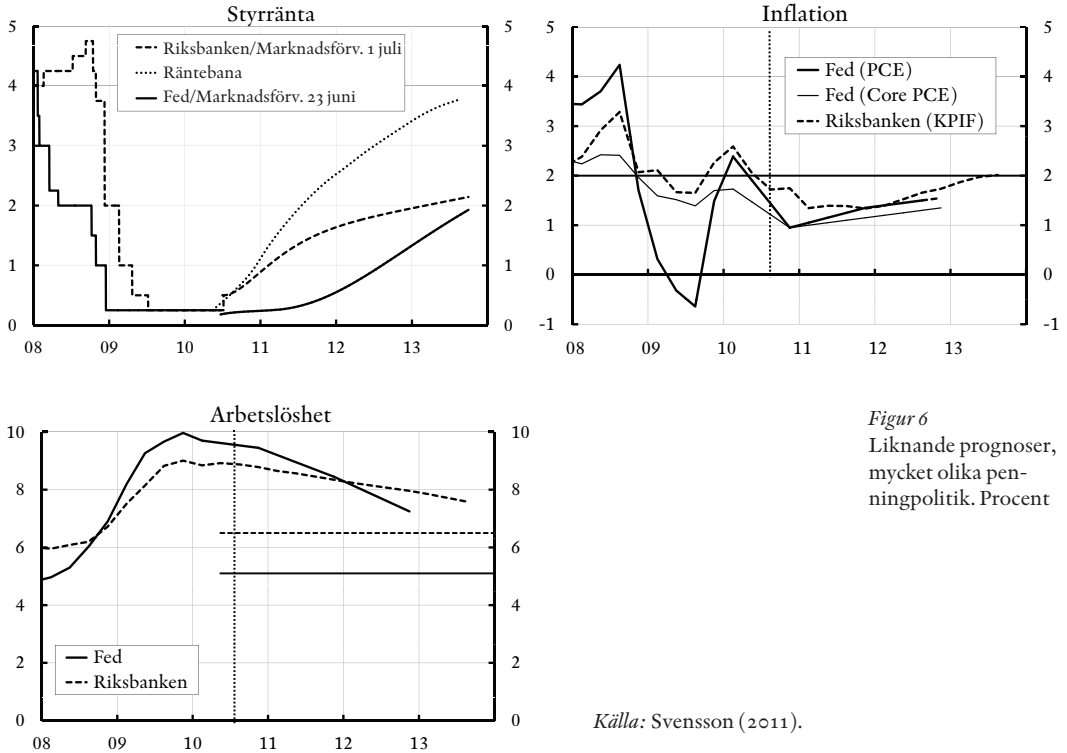 Styrränta
5 5
Riksbanken/Marknadsförv. 1 juli
Räntebana
Fed/Marknadsförv. 23 juni
4 4
3 3
2 2
1 1
0 0
08 09 10 11 12 13
Inflation
5 5
Fed (PCE)
Fed (Core PCE)
Riksbanken (KPIF)
4 4
3 3
2 2
1 1
0 0
-1 -1
08 09 10 11 12 13
Arbetslöshet
10 10
8 8
6 6
4 4
Fed
Riksbanken
2 2
0 0
08 09 10 11 12 13
Figur 6
Liknande prognoser,
mycket olika pen-
ningpolitik. Procent
Källa: Svensson (2011).